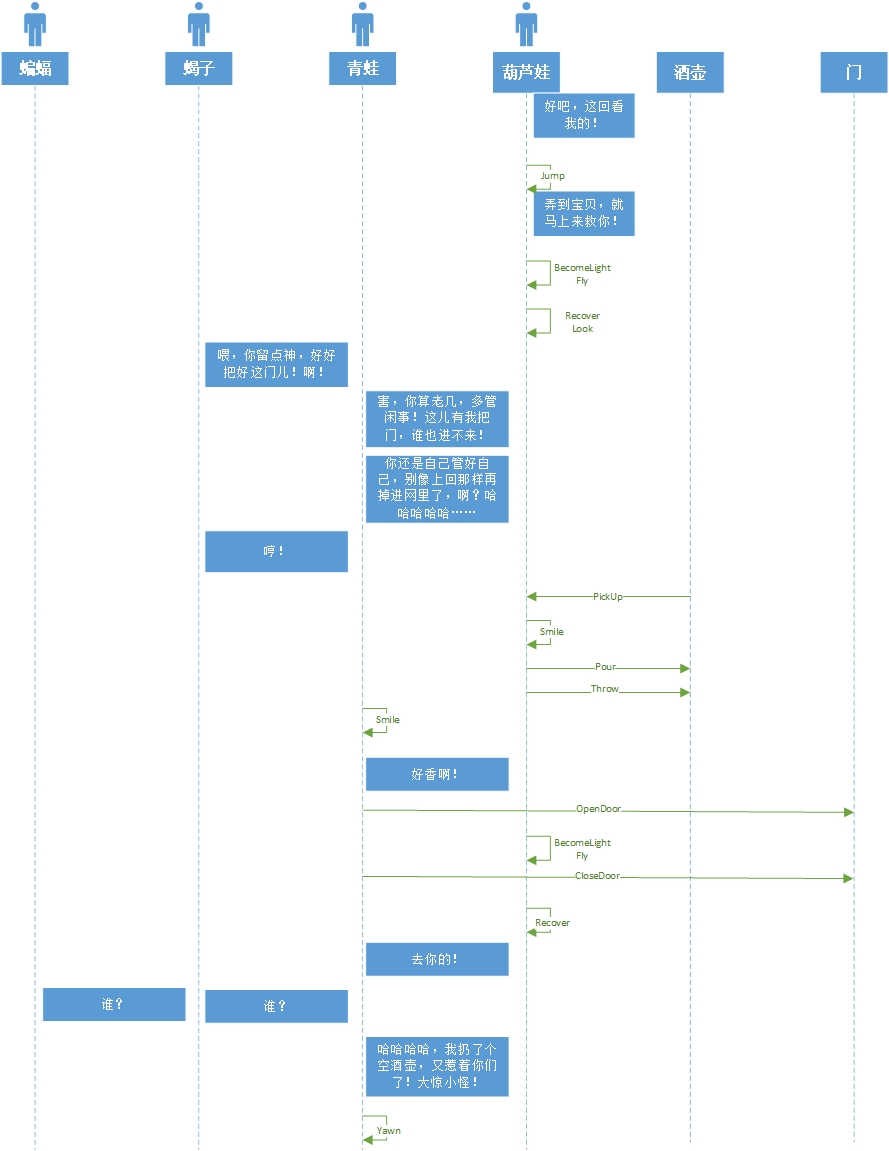 蝙蝠
蝎子
青蛙
葫芦娃
酒壶
门
好吧，这回看
我的！
Jump
弄到宝贝，就
马上来救你！
BecomeLight
Fly
Recover
Look
喂，你留点神，好好
把好这门儿！啊！
害，你算老几，多管
闲事！这儿有我把
门，谁也进不来！
你还是自己管好自
己，别像上回那样再
掉进网里了，啊？哈
哈哈哈哈……
哼！
PickUp
Smile
Pour
Throw
Smile
好香啊！
OpenDoor
BecomeLight
Fly
CloseDoor
Recover
去你的！
谁？
谁？
哈哈哈哈，我扔了个
空酒壶，又惹着你们
了！大惊小怪！
Yawn